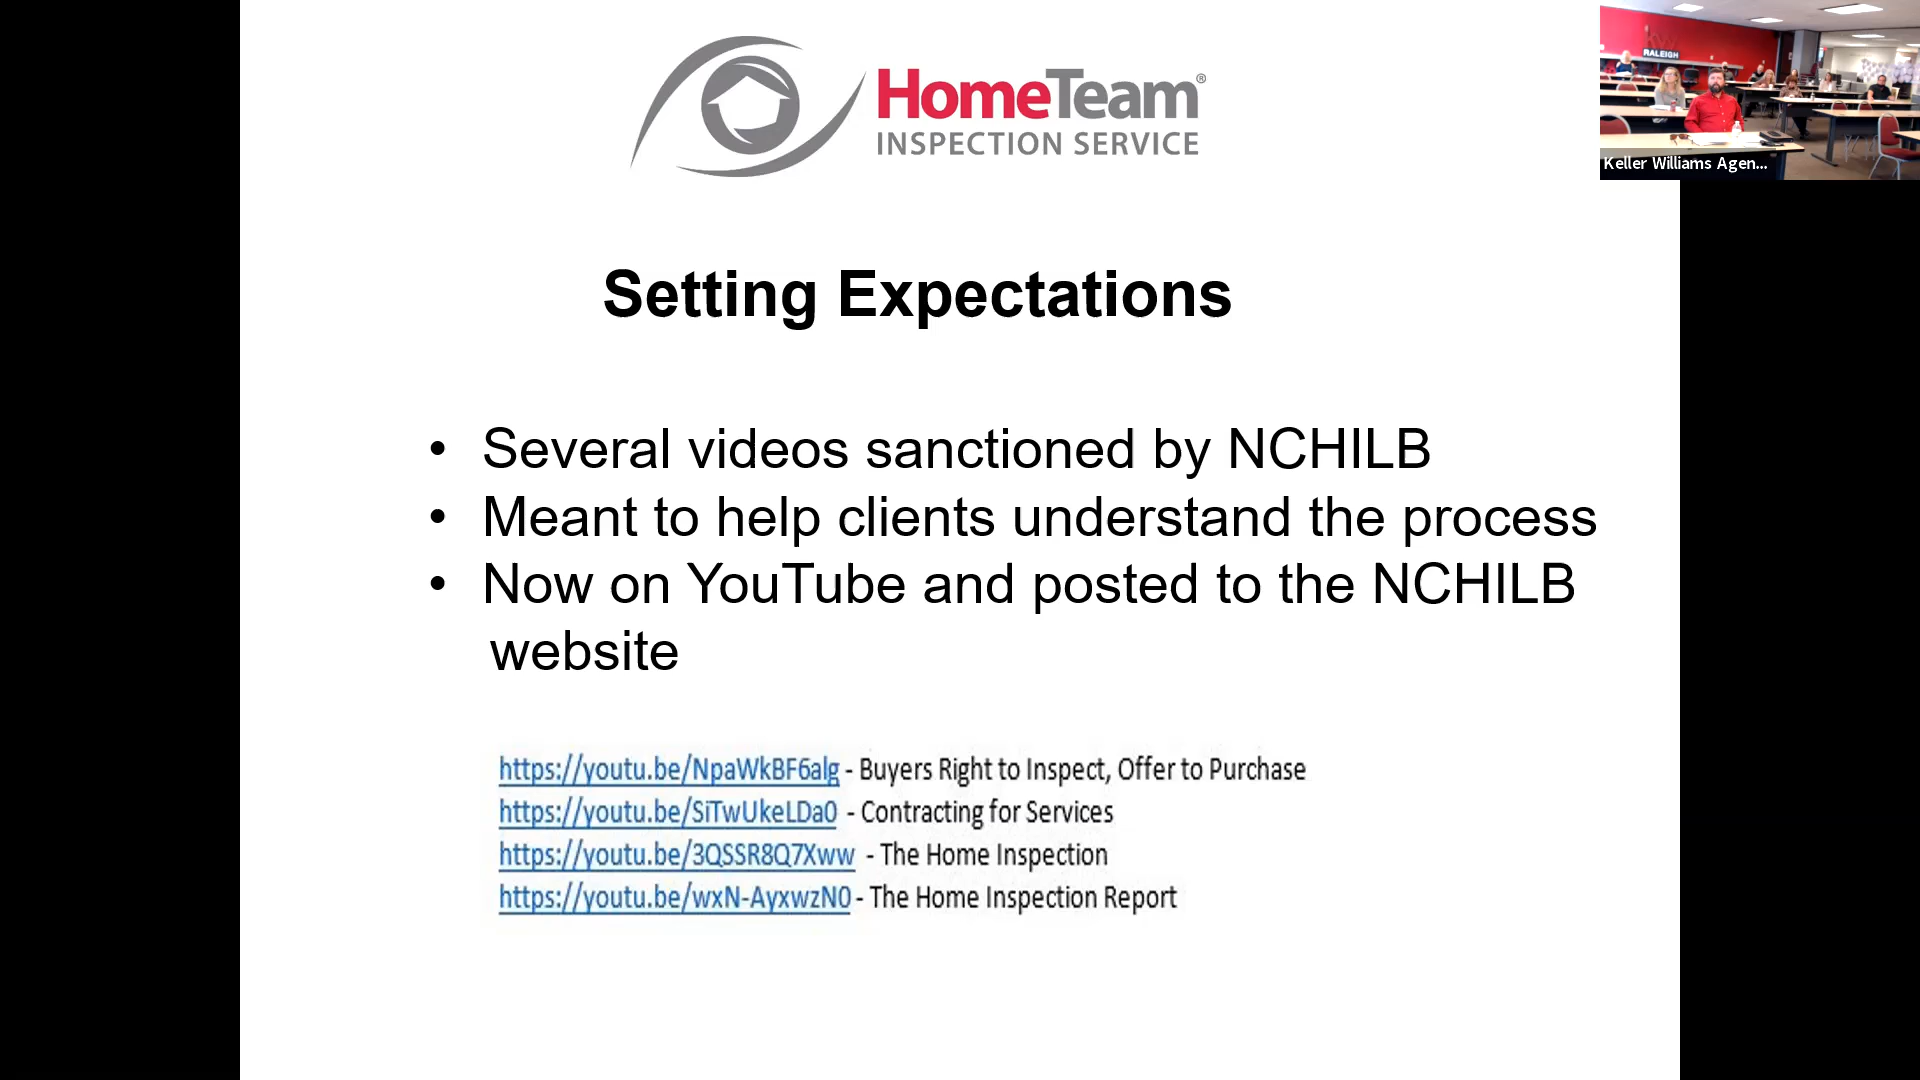 HomeTeam®
INSPECTION SERVICE
RALEIGH
Keller Williams Agen...
Setting Expectations
• Several videos sanctioned by NCHILB
• Meant to help clients understand the process
• Now on YouTube and posted to the NCHILB
website
https://youtu.be/NpaWkBF6alg - Buyers Right to Inspect, Offer to Purchase
https://youtu.be/SiTwUkeLDa0 - Contracting for Services
https://youtu.be/3QSSR8Q7Xww - The Home Inspection
https://youtu.be/wxN-AyxwzN0 - The Home Inspection Report